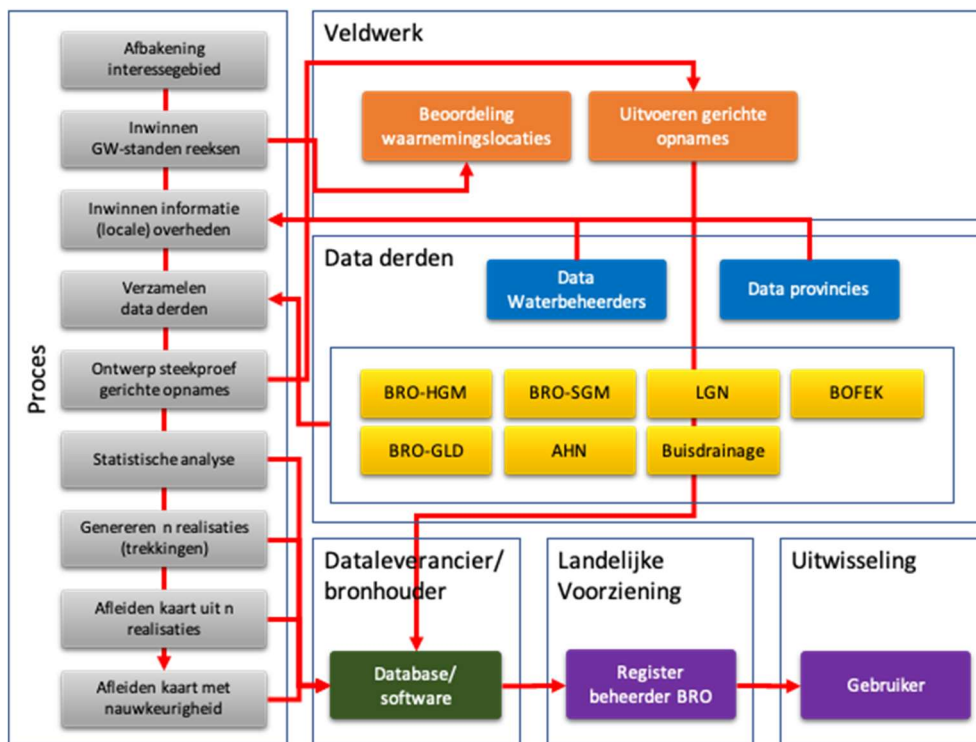 Proces
Afbakening
interessegebied
Inwinnen
GW-standen reeksen
Inwinnen informatie
(locale) overheden
Verzamelen
data derden
Ontwerp steekproef
gerichte opnames
Statistische analyse
Genereren n realisaties
(trekkingen)
Afleiden kaart uit n
realisaties
Afleiden kaart met
nauwkeurigheid
Veldwerk
Beoordeling
waarnemingslocaties
Uitvoeren gerichte
opnames
Data derden
Data
Waterbeheerders
Data provincies
BRO-HGM
BRO-SGM
LGN
BOFEK
BRO-GLD
AHN
Buisdrainage
Dataleverancier/
bronhouder
Database/
software
Landelijke
Voorziening
Register
beheerder BRO
Uitwisseling
Gebruiker